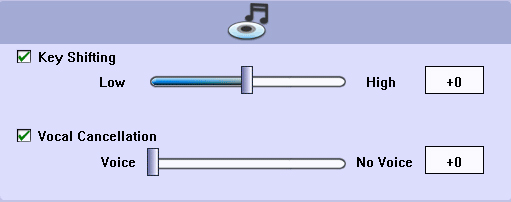 Key Shifting
Low High +0
Vocal Cancellation
Voice No Voice +0